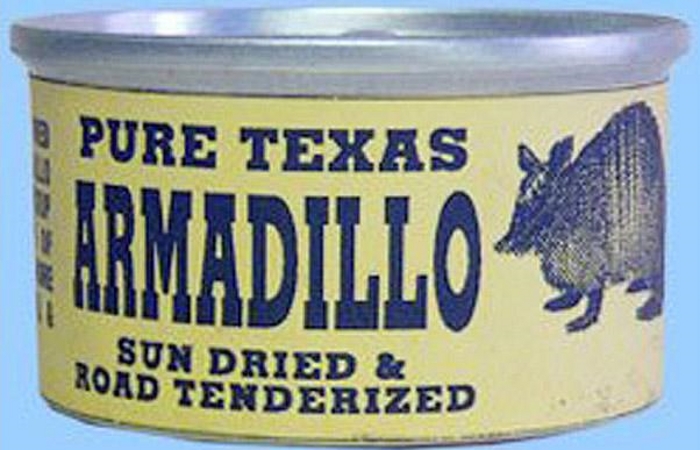 PURE TEXAS
ARMADILLO
SUN DRIED &
ROAD TENDERIZED